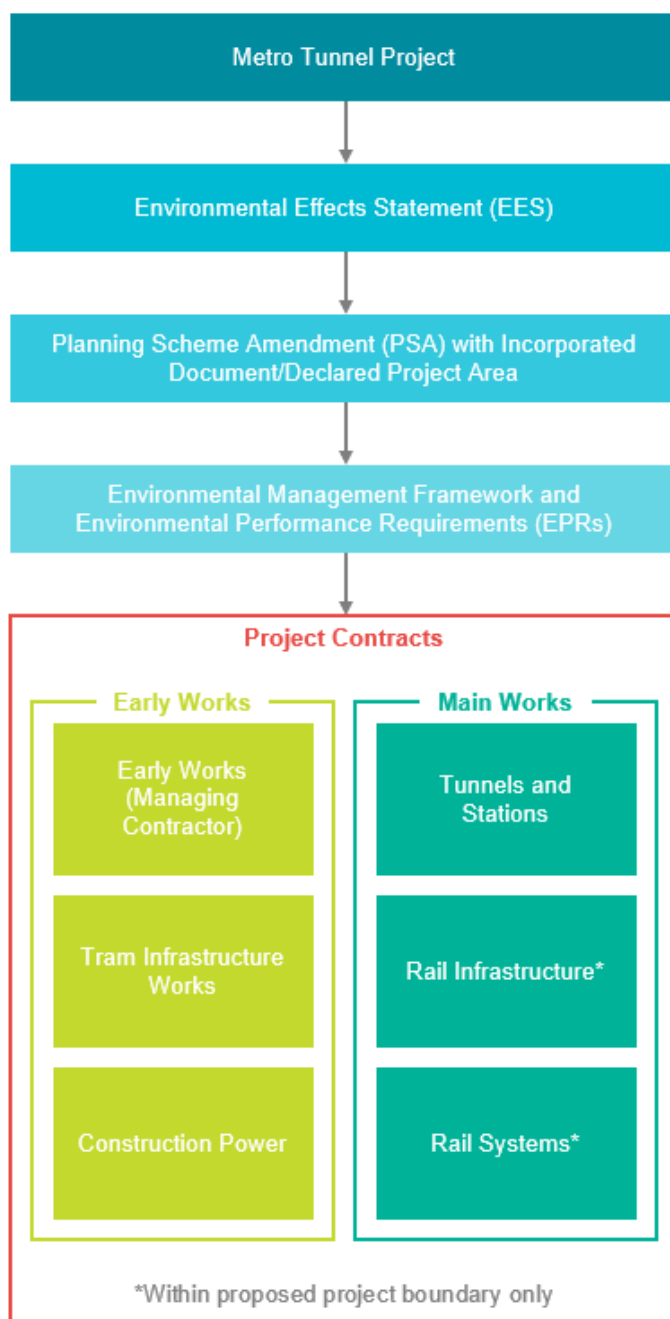 Metro Tunnel Project
Environmental Effects Statement (EES)
Planning Scheme Amendment (PSA) with Incorporated
Document/Declared Project Area
Environmental Management Framework and
Environmental Performance Requirements (EPRs)
Project Contracts
Early Works
Early Works
(Managing
Contractor)
Tram Infrastructure
Works
Construction Power
Main Works
Tunnels and
Stations
Rail Infrastructure*
Rail Systems*
*Within proposed project boundary only